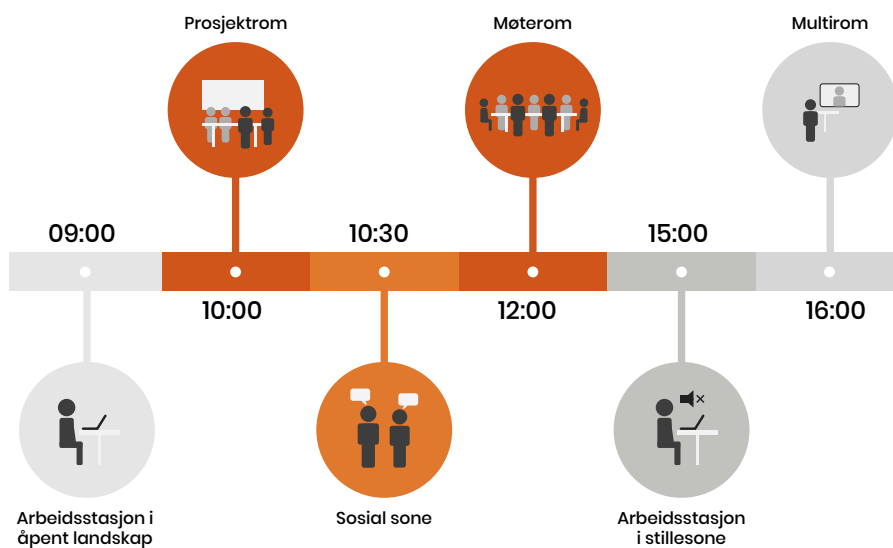 Prosjektrom
Møterom
Multirom
09:00
10:30
15:00
10:00
12:00
16:00
Arbeidsstasjon i
åpent landskap
Sosial sone
Arbeidsstasjon
i stillesone